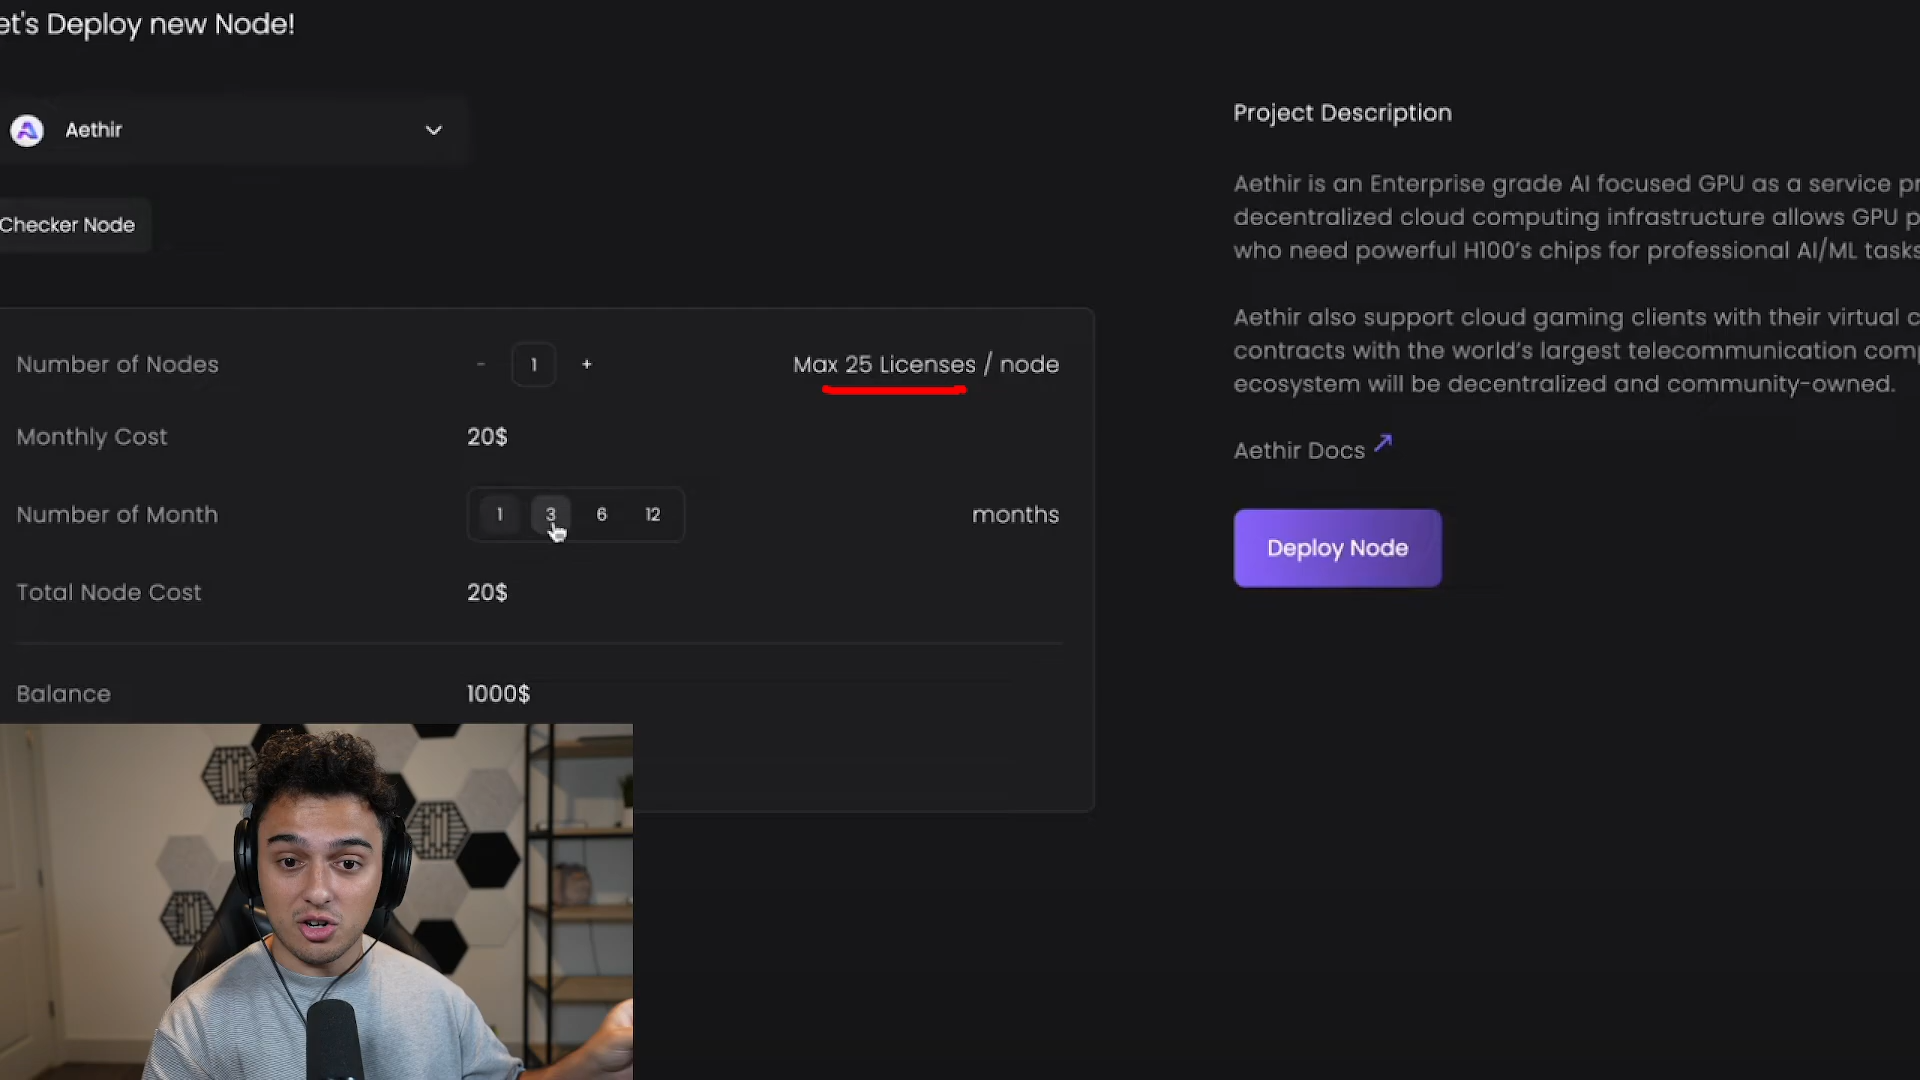 et's Deploy new Node!
Aethir
Checker Node
Number of Nodes - 1 + Max 25 Licenses / node
Monthly Cost 20$
Number of Month 1 3 6 12 months
Total Node Cost 20$
Balance 1000$
Project Description
Aethir is an Enterprise grade AI focused GPU as a service pr
decentralized cloud computing infrastructure allows GPU p
who need powerful H100's chips for professional AI/ML tasks
Aethir also support cloud gaming clients with their virtual c
contracts with the world's largest telecommunication com
ecosystem will be decentralized and community-owned.
Aethir Docs
Deploy Node